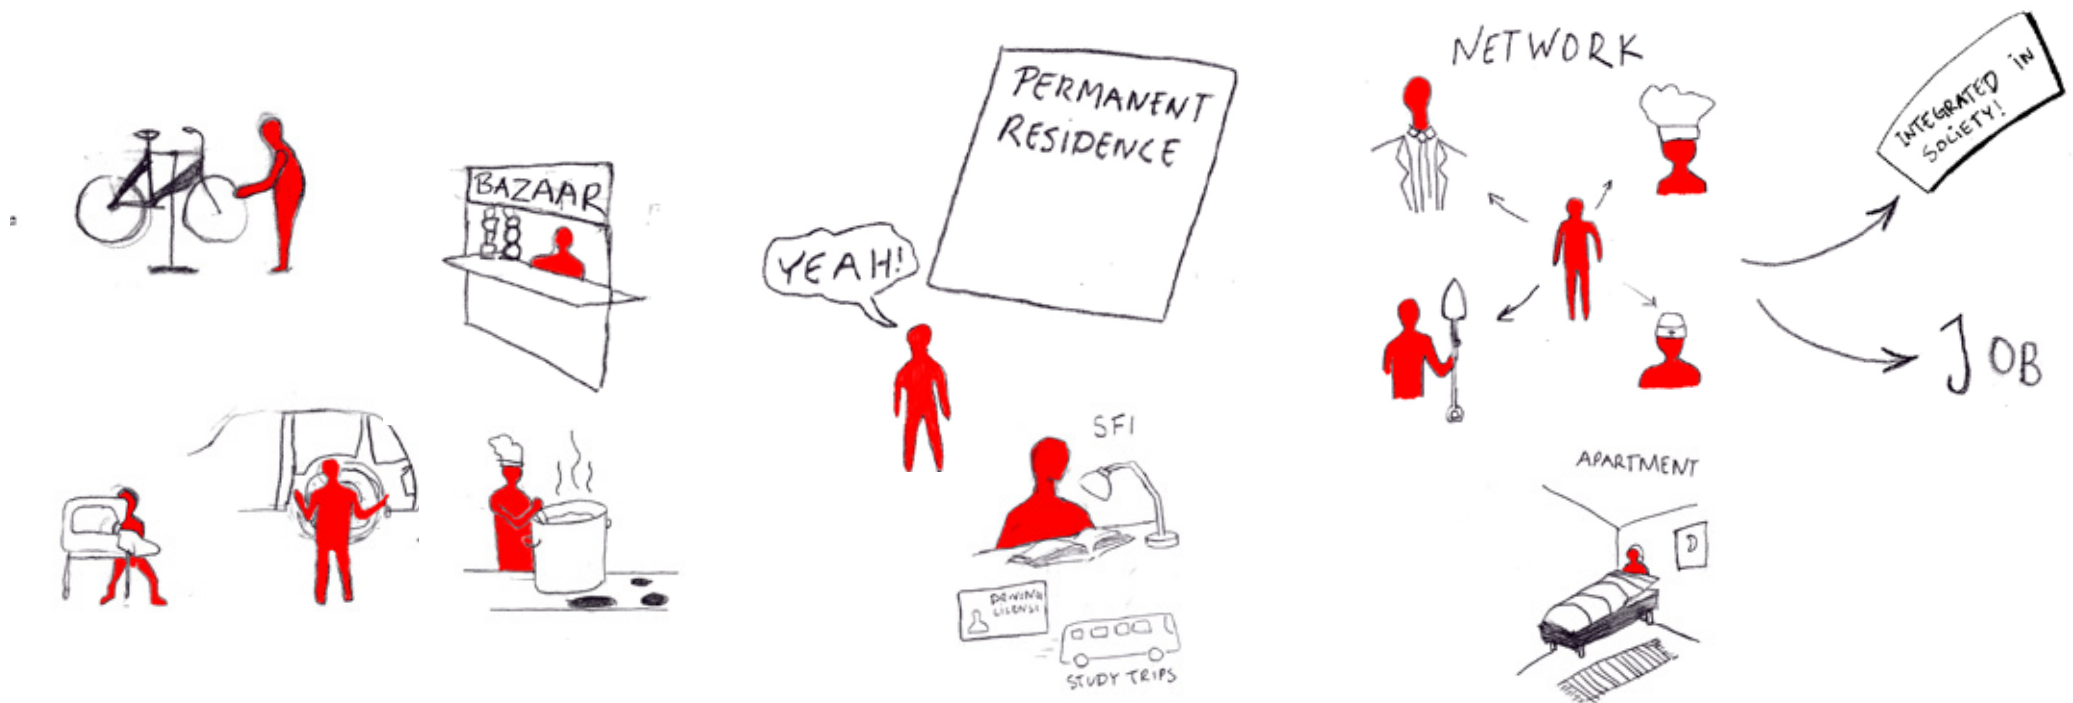 BAZAAR
YEAH!
PERMANENT
RESIDENCE
SFI
DRIVING
LICENSE
STUDY TRIPS
NETWORK
INTEGRATED IN
SOCIETY!
JOB
APARTMENT
D